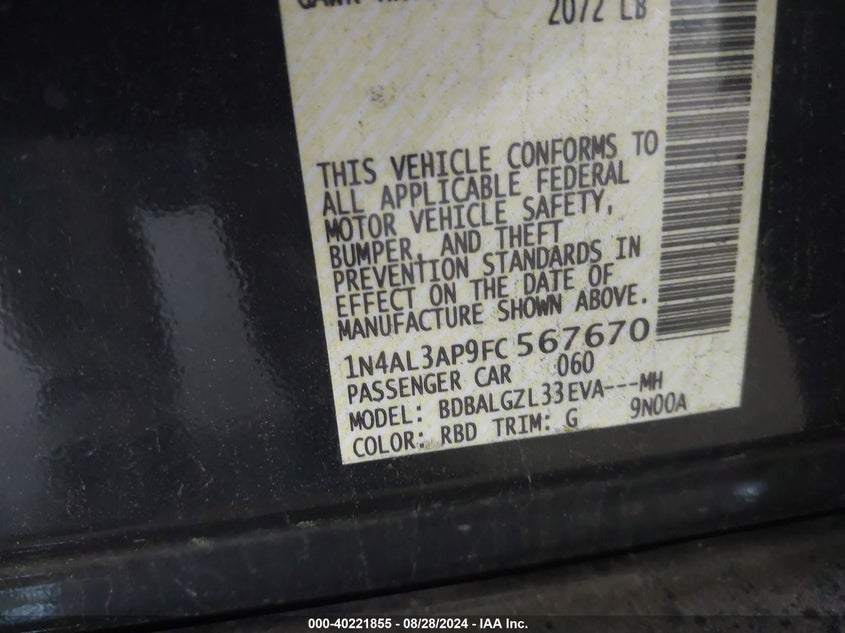 2072 LB
THIS VEHICLE CONFORMS TO
ALL APPLICABLE FEDERAL
MOTOR VEHICLE SAFETY,
BUMPER, AND THEFT
PREVENTION STANDARDS IN
EFFECT ON THE DATE OF
MANUFACTURE SHOWN ABOVE.
1N4AL3AP9FC 567670
PASSENGER CAR 060
MODEL: BDBALGZL33EVA---MH
COLOR: RBD TRIM: G 9N00A
000-40221855 - 08/28/2024 - IAA Inc.